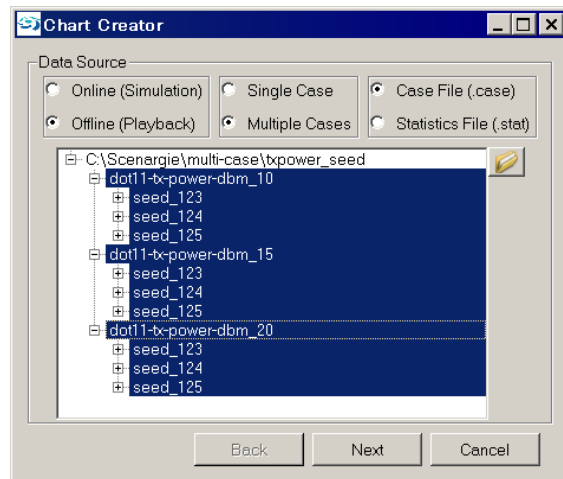 Chart Creator
Data Source
Online (Simulation) Single Case Case File (.case)
Offline (Playback) Multiple Cases Statistics File (.stat)
C:\Scenargie\multi-case\txpower_seed
dot11-tx-power-dbm_10
seed_123
seed_124
seed_125
dot11-tx-power-dbm_15
seed_123
seed_124
seed_125
dot11-tx-power-dbm_20
seed_123
seed_124
seed_125
Back Next Cancel